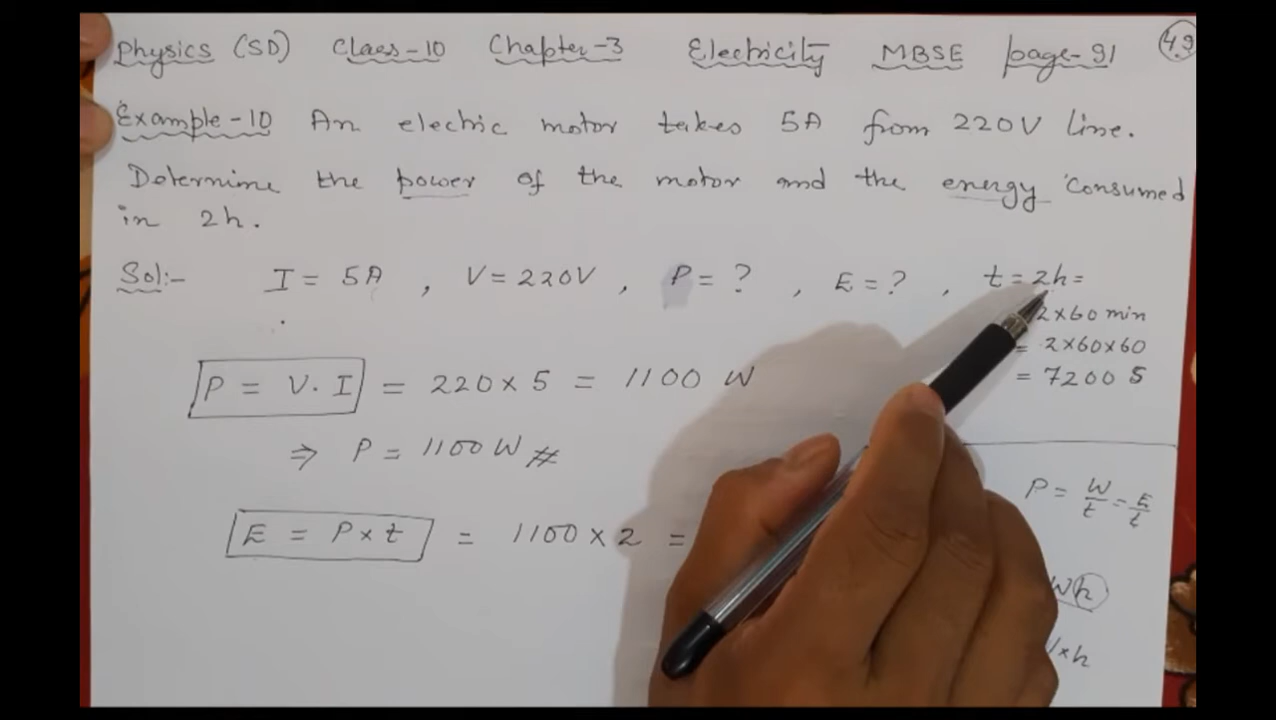 Physics (SD) Class-10 Chapter-3 Electricity MBSE page-91 49
Example-10 An electric motor takes 5A from 220V line.
Determine the power of the motor and the energy consumed
in 2h.
Sol:- I = 5A , V = 220V , P = ? , E = ? , t = 2h =
2×60 min
= 2×60×60
= 7200 S
P = V.I = 220×5 = 1100 W
⇒ P = 1100 W #
P = W/t = E/t
E = P×t = 1100×2 =
Wh
×h